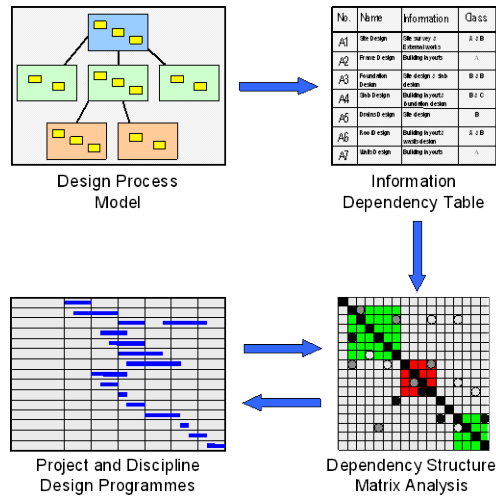 No. Name Information Class
A1 Site Design Site survey & External works A & B
A2 Frame Design Building layouts A
A3 Foundation Design Site design & slab design B & B
A4 Slab Design Building layouts foundation design B & C
A5 Drains Design Site design B
A6 Roof Design Building layouts walls design A & B
A7 Walls Design Building layouts A
Design Process
Model
Information
Dependency Table
Project and Discipline
Design Programmes
Dependency Structure
Matrix Analysis